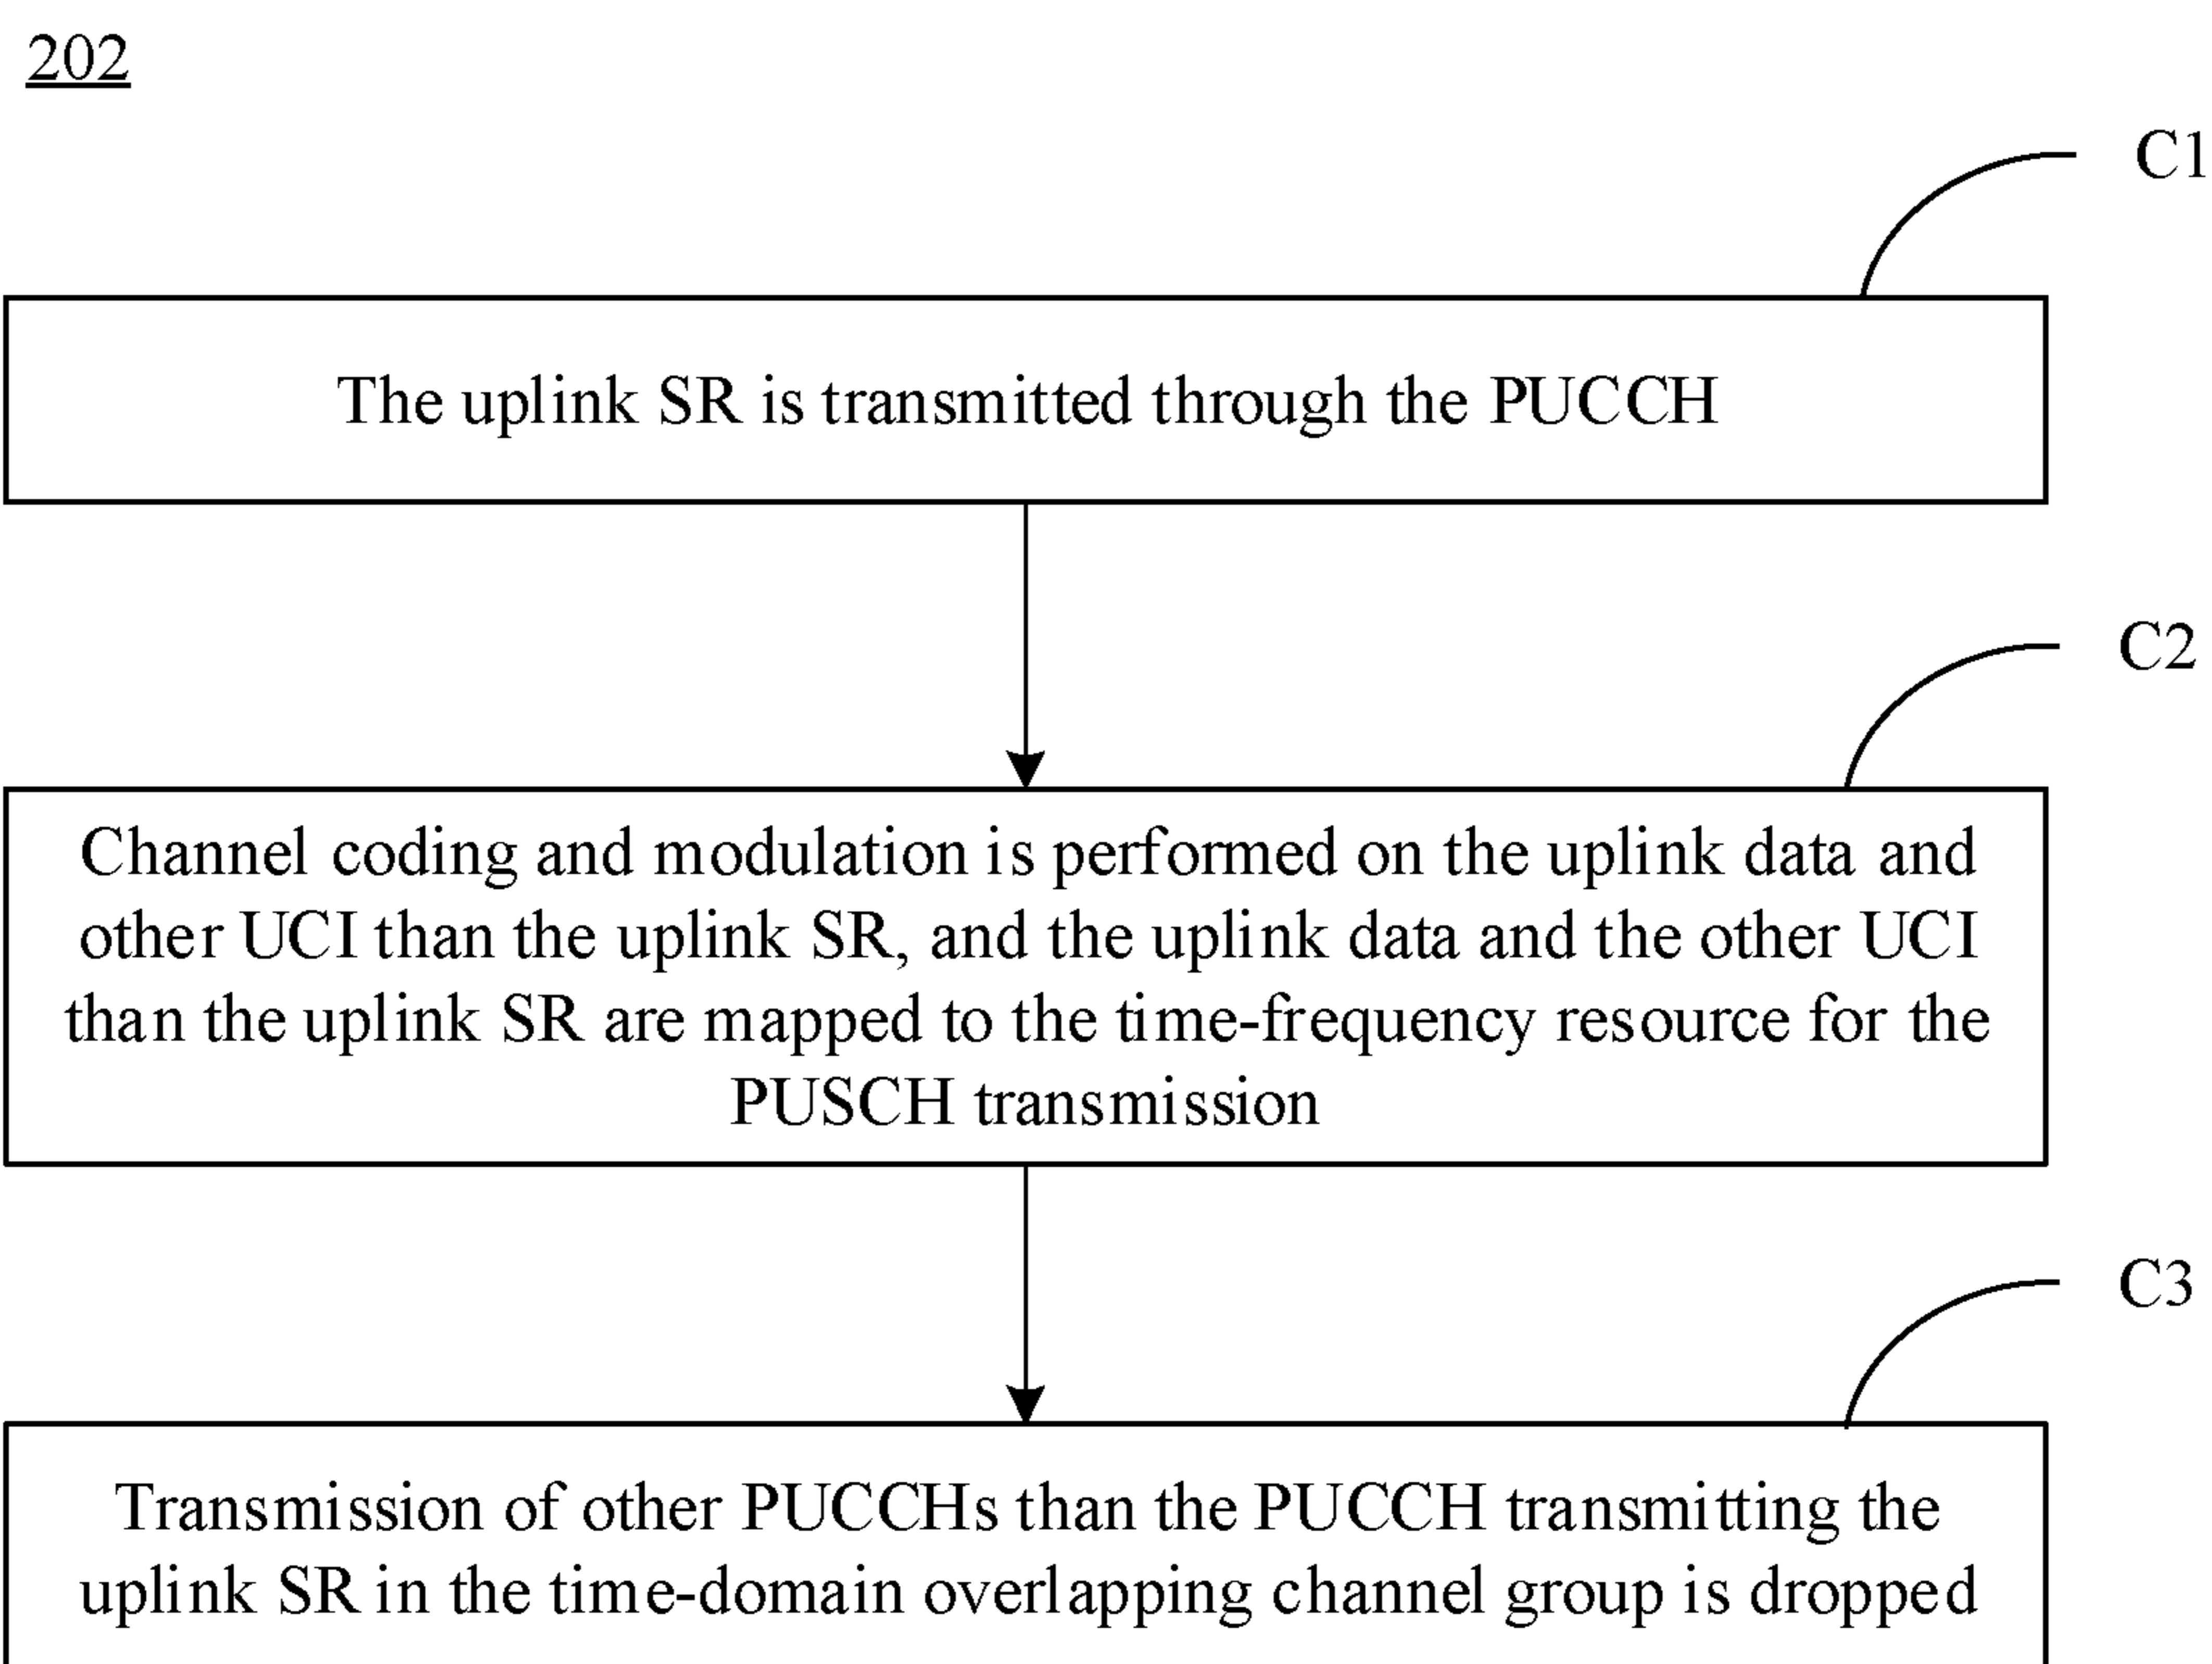 202
C1
The uplink SR is transmitted through the PUCCH
C2
Channel coding and modulation is performed on the uplink data and
other UCI than the uplink SR, and the uplink data and the other UCI
than the uplink SR are mapped to the time-frequency resource for the
PUSCH transmission
C3
Transmission of other PUCCHs than the PUCCH transmitting the
uplink SR in the time-domain overlapping channel group is dropped